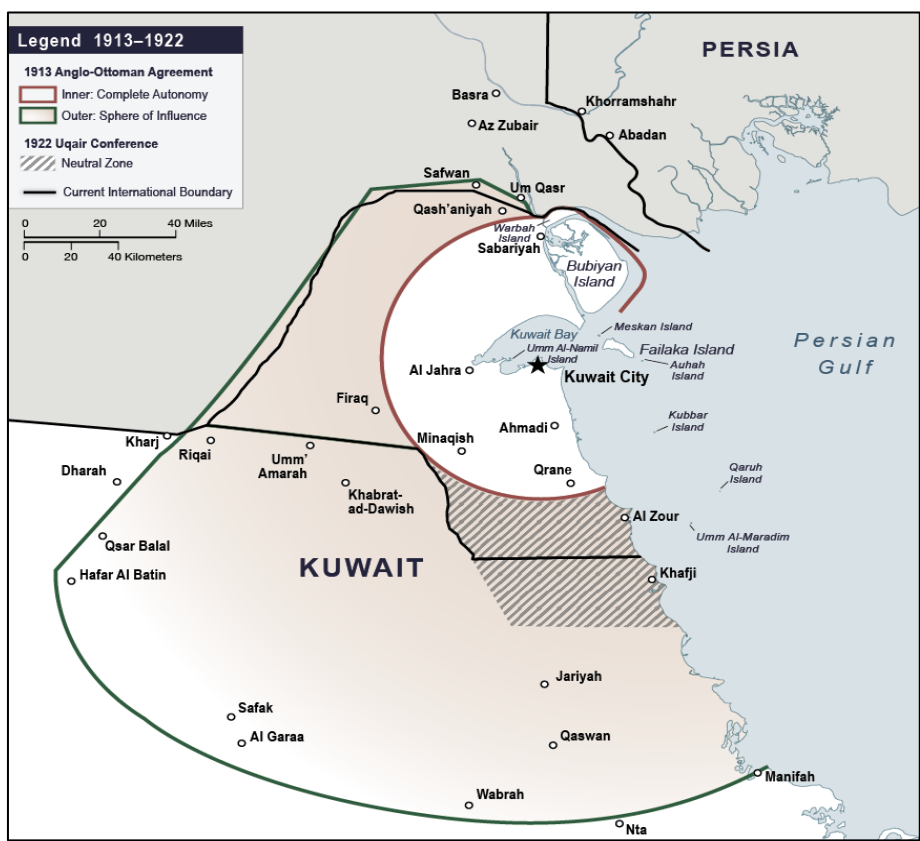 Legend 1913–1922
1913 Anglo-Ottoman Agreement
Inner: Complete Autonomy
Outer: Sphere of Influence
1922 Uqair Conference
Neutral Zone
Current International Boundary
0 20 40 Miles
0 20 40 Kilometers
PERSIA
Basra
Khorramshahr
Az Zubair
Abadan
Safwan
Um Qasr
Qash'aniyah
Warbah
Island
Sabariyah
Bubiyan
Island
Meskan Island
Kuwait Bay
Umm Al-Namil
Island
Failaka Island
Auhah
Island
Persian
Gulf
Al Jahra
Kuwait City
Firaq
Kubbar
Island
Ahmadi
Minaqish
Kharj
Riqai
Umm'
Amarah
Dharah
Qrane
Qaruh
Island
Khabrat-
ad-Dawish
Al Zour
Umm Al-Maradim
Island
Qsar Balal
KUWAIT
Hafar Al Batin
Khafji
Jariyah
Safak
Al Garaa
Qaswan
Manifah
Wabrah
Nta